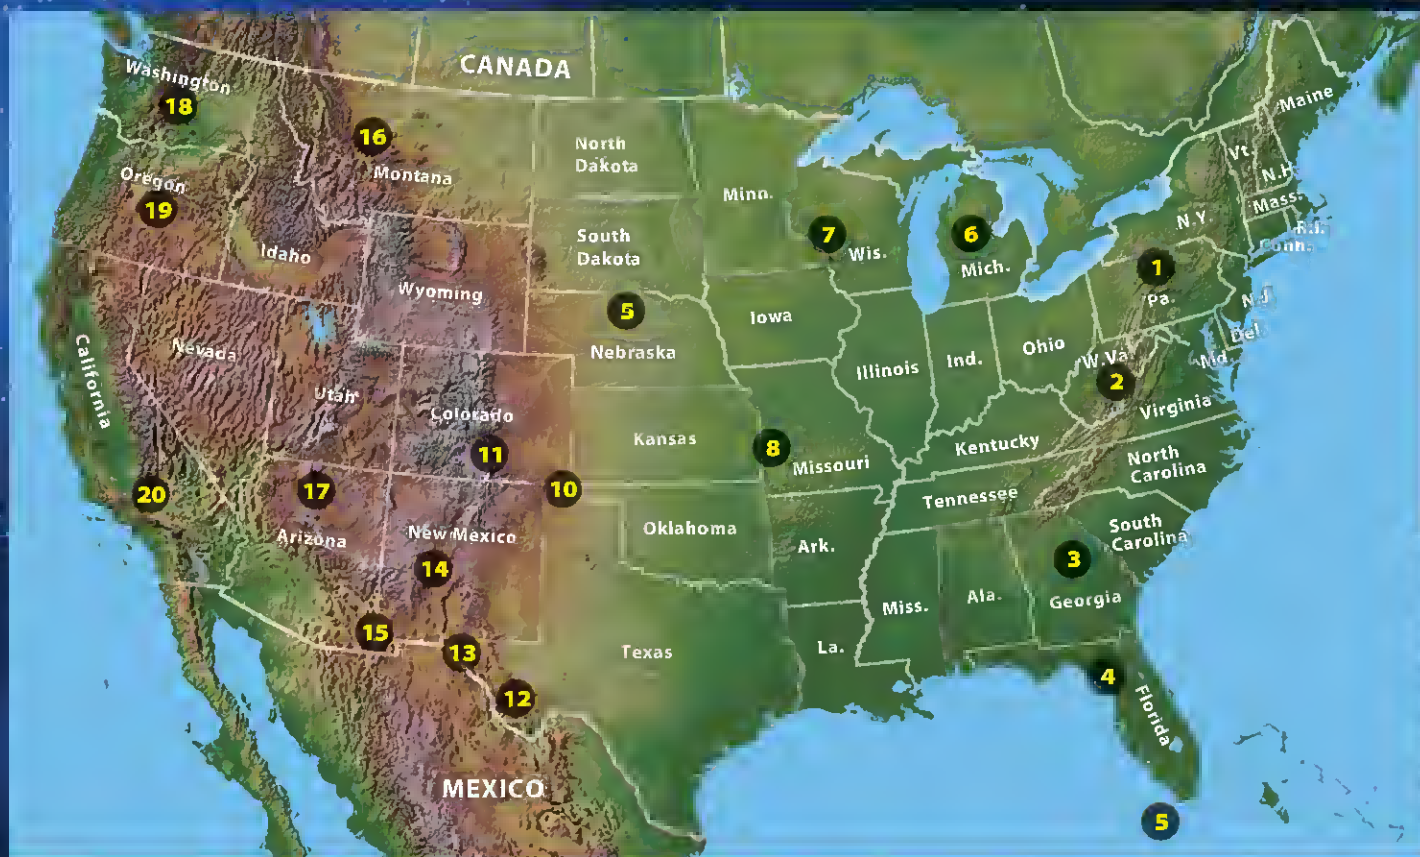 CANADA
Washington
18
16
Montana
North
Dakota
Minn.
Maine
Vt.
N.H.
Mass.
R.I.
Conn.
N.Y.
Oregon
19
Idaho
South
Dakota
7
Wis.
6
Mich.
1
Pa.
N.J.
Wyoming
5
Nebraska
Iowa
Illinois
Ind.
Ohio
W.Va.
2
Md.
Del.
Virginia
California
Nevada
Utah
Colorado
11
Kansas
8
Missouri
Kentucky
North
Carolina
20
17
10
Tennessee
Arizona
New Mexico
14
Oklahoma
Ark.
South
Carolina
3
Georgia
Miss.
Ala.
15
13
12
Texas
La.
4
Florida
MEXICO
5